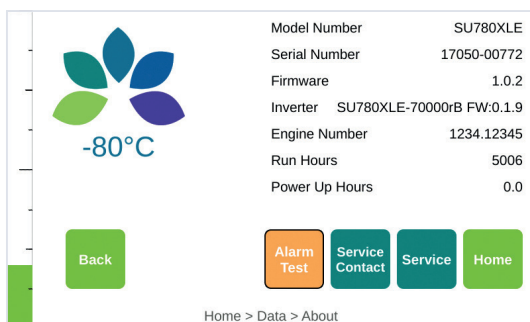 Model Number SU780XLE
Serial Number 17050-00772
Firmware 1.0.2
Inverter SU780XLE-70000rB FW:0.1.9
Engine Number 1234.12345
Run Hours 5006
Power Up Hours 0.0
-80°C
Back
Alarm
Test
Service
Contact
Service
Home
Home > Data > About